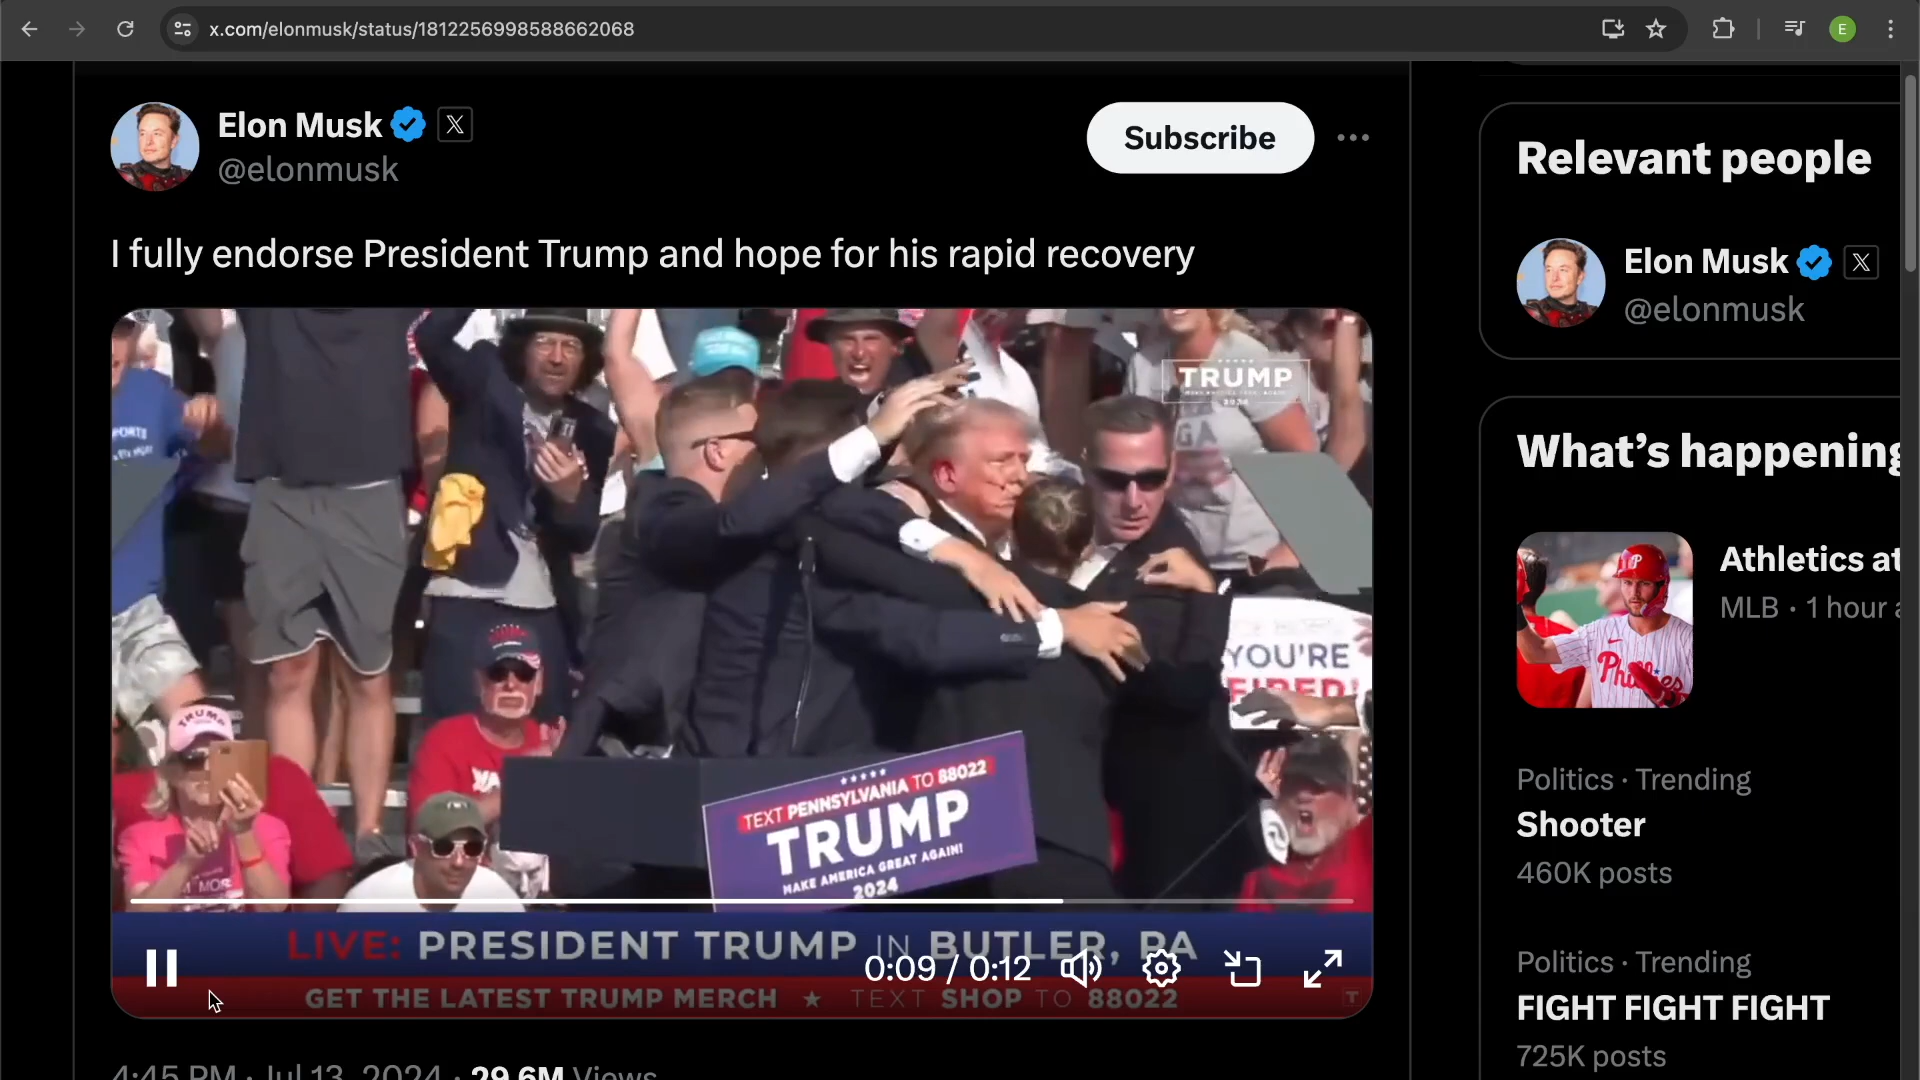 x.com/elonmusk/status/1812256998588662068
E
Elon Musk
@elonmusk
Subscribe
I fully endorse President Trump and hope for his rapid recovery
TRUMP
YOU'RE
FIRED!
TRUMP
TEXT PENNSYLVANIA TO 88022
TRUMP
MAKE AMERICA GREAT AGAIN!
2024
LIVE: PRESIDENT TRUMP IN BUTLER, PA
0:09 / 0:12
GET THE LATEST TRUMP MERCH ★ TEXT SHOP TO 88022
4:45 PM · Jul 13, 2024 · 29.6M Views
Relevant people
Elon Musk
@elonmusk
What's happening
Athletics at
MLB · 1 hour a
Phillies
Politics · Trending
Shooter
460K posts
Politics · Trending
FIGHT FIGHT FIGHT
725K posts